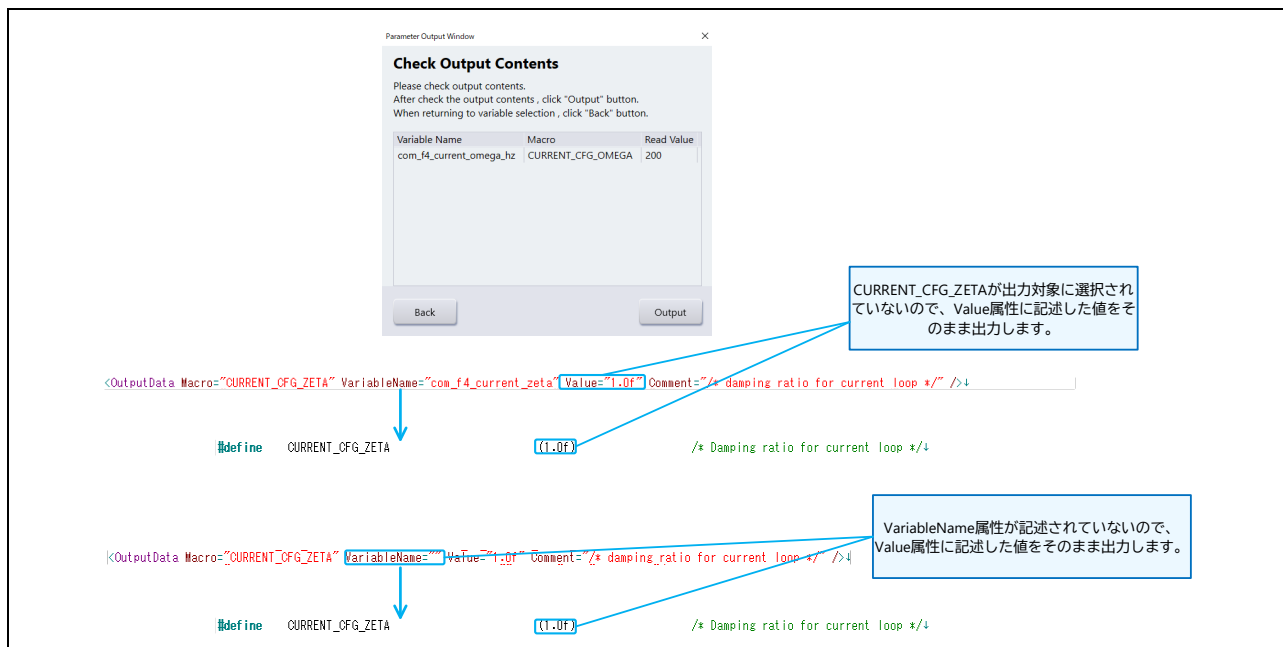 Parameter Output Window
Check Output Contents
Please check output contents.
After check the output contents , click "Output" button.
When returning to variable selection , click "Back" button.
Variable Name Macro Read Value
com_f4_current_omega_hz CURRENT_CFG_OMEGA 200
Back Output
CURRENT_CFG_ZETAが出力対象に選択され
ていないので、Value属性に記述した値をそ
のまま出力します。
<OutputData Macro="CURRENT_CFG_ZETA" VariableName="com_f4_current_zeta" Value="1.0f" Comment="/* damping ratio for current loop */" />↓
#define CURRENT_CFG_ZETA (1.0f) /* Damping ratio for current loop */↓
VariableName属性が記述されていないので、
Value属性に記述した値をそのまま出力します。
<OutputData Macro="CURRENT_CFG_ZETA" VariableName="" Value="1.0f" Comment="/* damping ratio for current loop */" />↓
#define CURRENT_CFG_ZETA (1.0f) /* Damping ratio for current loop */↓